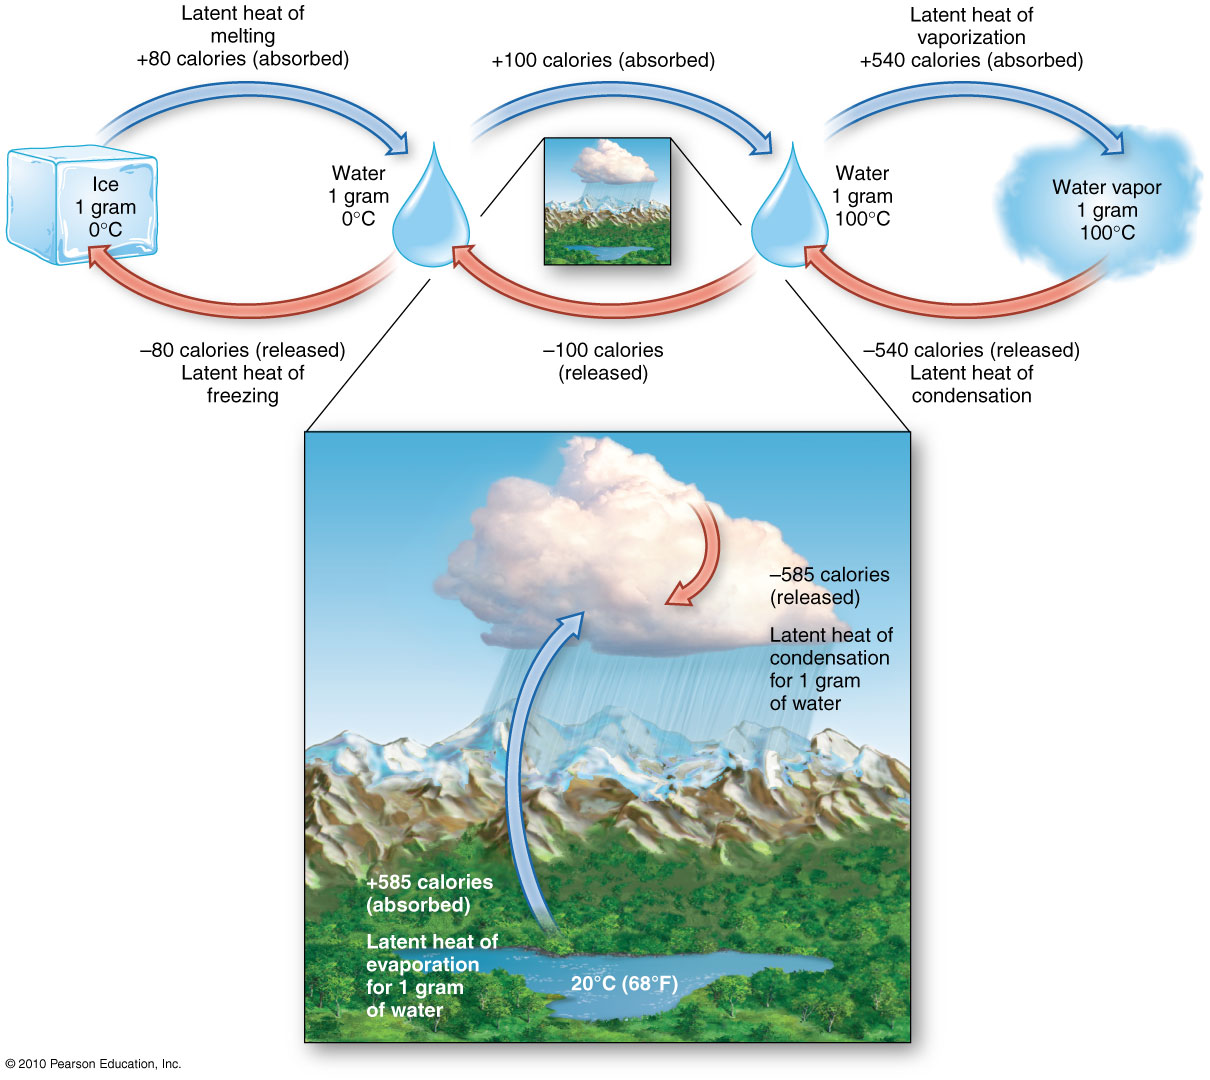 Latent heat of
melting
+80 calories (absorbed)
+100 calories (absorbed)
Latent heat of
vaporization
+540 calories (absorbed)
Ice
1 gram
0°C
Water
1 gram
0°C
Water
1 gram
100°C
Water vapor
1 gram
100°C
–80 calories (released)
Latent heat of
freezing
–100 calories
(released)
–540 calories (released)
Latent heat of
condensation
–585 calories
(released)
Latent heat of
condensation
for 1 gram
of water
+585 calories
(absorbed)
Latent heat of
evaporation
for 1 gram
of water
20°C (68°F)
© 2010 Pearson Education, Inc.